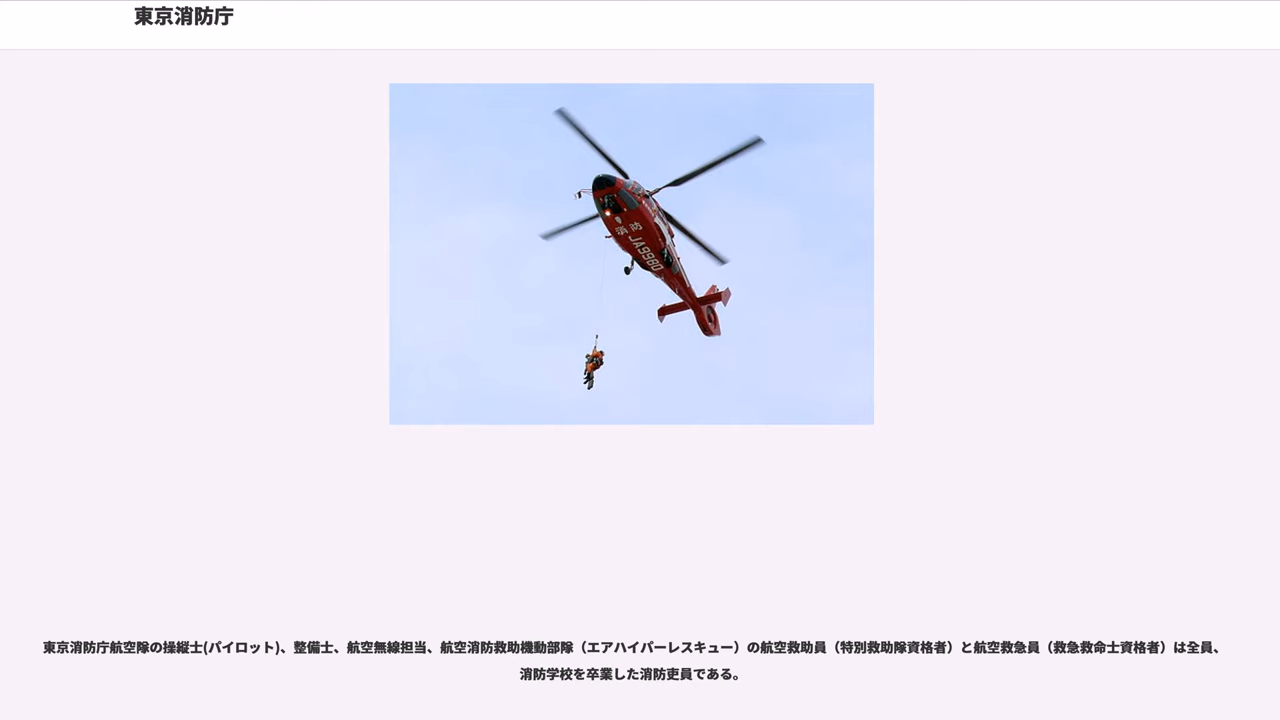 東京消防庁
消防
JA9980
東京消防庁航空隊の操縦士(パイロット)、整備士、航空無線担当、航空消防救助機動部隊（エアハイパーレスキュー）の航空救助員（特別救助隊資格者）と航空救急員（救急救命士資格者）は全員、
消防学校を卒業した消防吏員である。